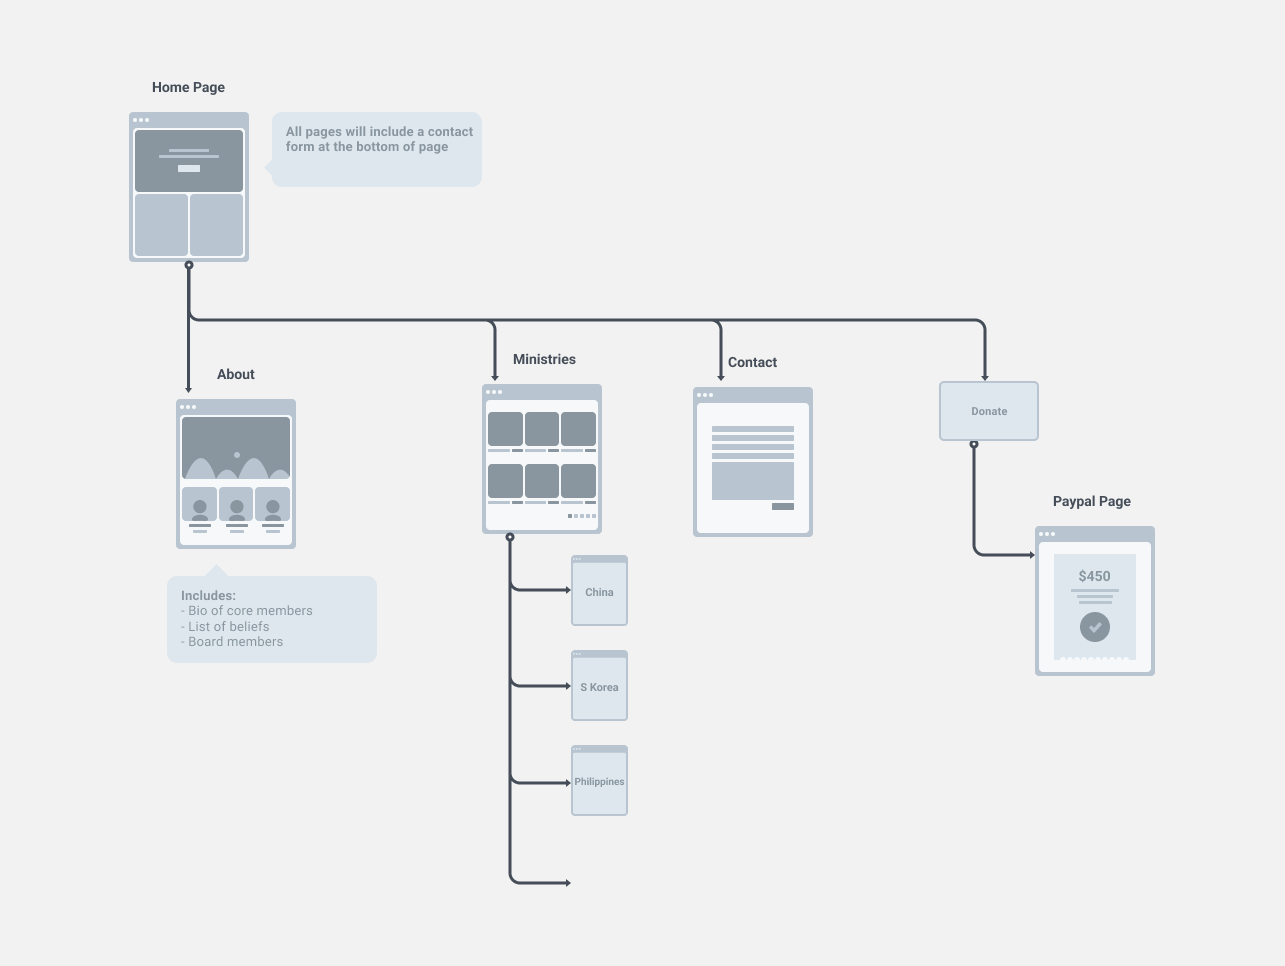 Home Page
All pages will include a contact
form at the bottom of page
About
Ministries
Contact
Donate
Includes:
- Bio of core members
- List of beliefs
- Board members
China
S Korea
Philippines
Paypal Page
$450